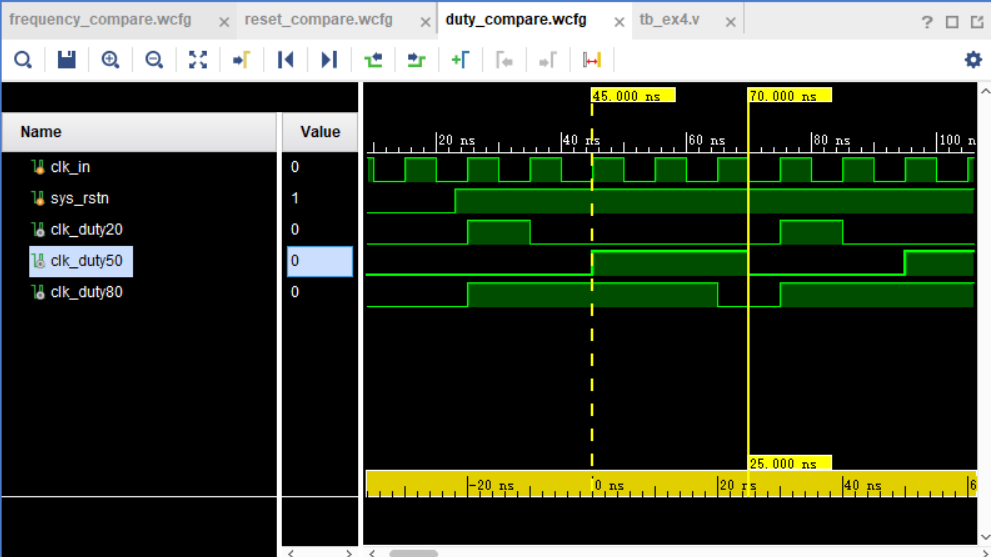 frequency_compare.wcfg × reset_compare.wcfg × duty_compare.wcfg × tb_ex4.v × ?
45.000 ns 70.000 ns
Name Value
20 ns 40 ns 60 ns 80 ns 100 n
clk_in 0
sys_rstn 1
clk_duty20 0
clk_duty50 0
clk_duty80 0
25.000 ns
-20 ns 0 ns 20 ns 40 ns 6